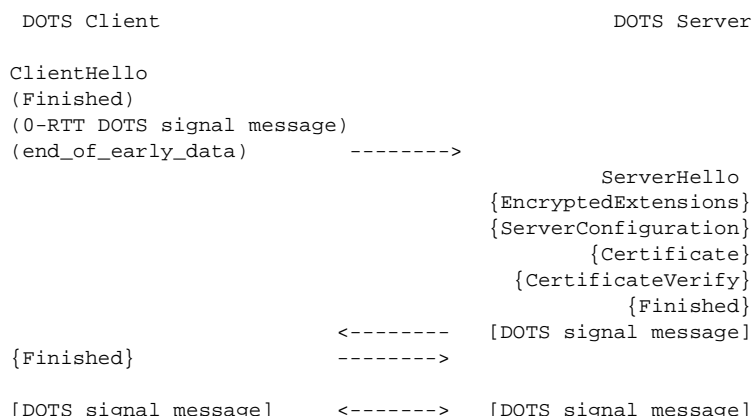 DOTS Client                                        DOTS Server
ClientHello
(Finished)
(0-RTT DOTS signal message)
(end_of_early_data)        -------->
ServerHello
{EncryptedExtensions}
{ServerConfiguration}
{Certificate}
{CertificateVerify}
{Finished}
<--------   [DOTS signal message]
{Finished}                -------->
[DOTS signal message]     <------->   [DOTS signal message]